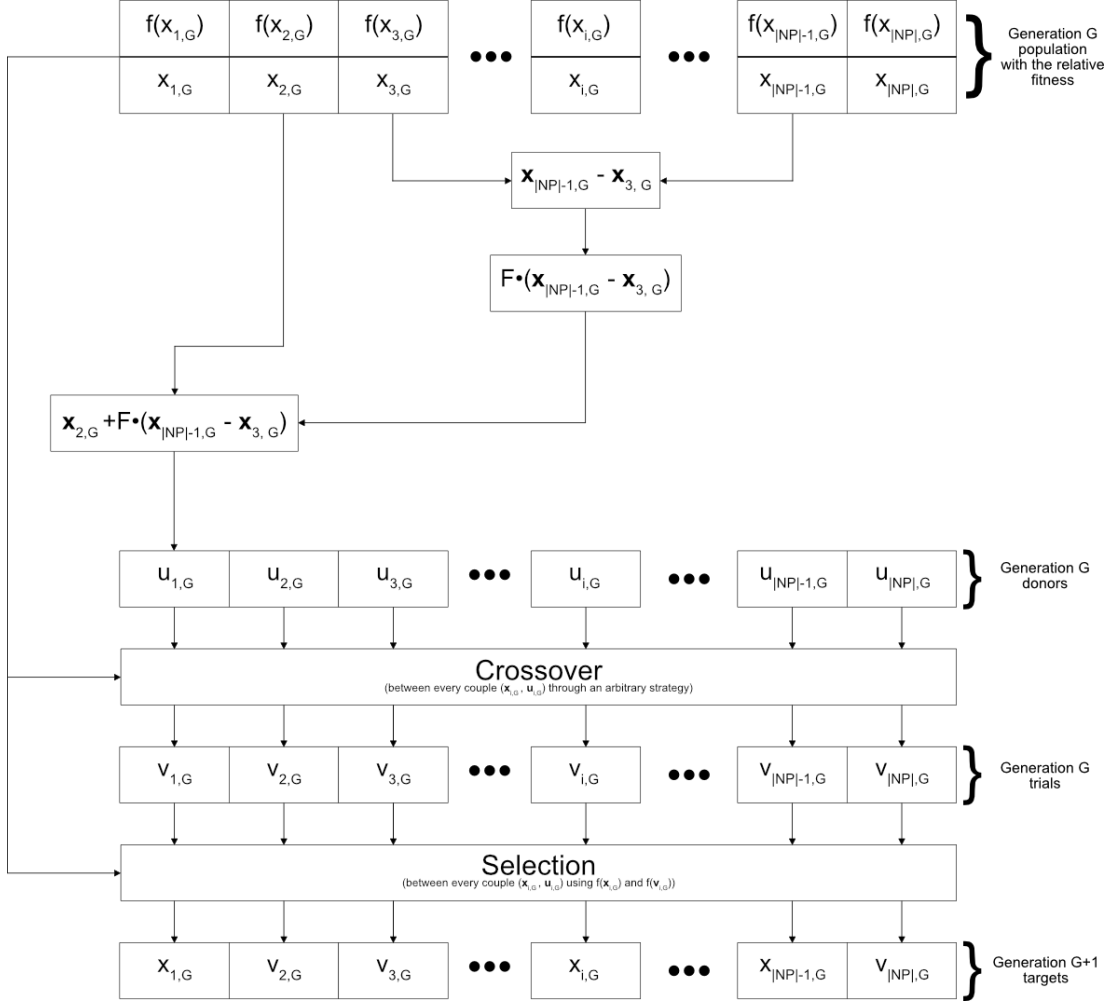 f(x1,G) f(x2,G) f(x3,G) ••• f(xi,G) ••• f(x|NP|-1,G) f(x|NP|,G)
x1,G x2,G x3,G xi,G x|NP|-1,G x|NP|,G
Generation G
population
with the relative
fitness
x|NP|-1,G - x3, G
F•(x|NP|-1,G - x3, G)
x2,G +F•(x|NP|-1,G - x3, G)
u1,G u2,G u3,G ••• ui,G ••• u|NP|-1,G u|NP|,G
Generation G
donors
Crossover
(between every couple (xi,G , ui,G) through an arbitrary strategy)
v1,G v2,G v3,G ••• vi,G ••• v|NP|-1,G v|NP|,G
Generation G
trials
Selection
(between every couple (xi,G , ui,G) using f(xi,G) and f(vi,G))
x1,G v2,G v3,G ••• xi,G ••• x|NP|-1,G v|NP|,G
Generation G+1
targets